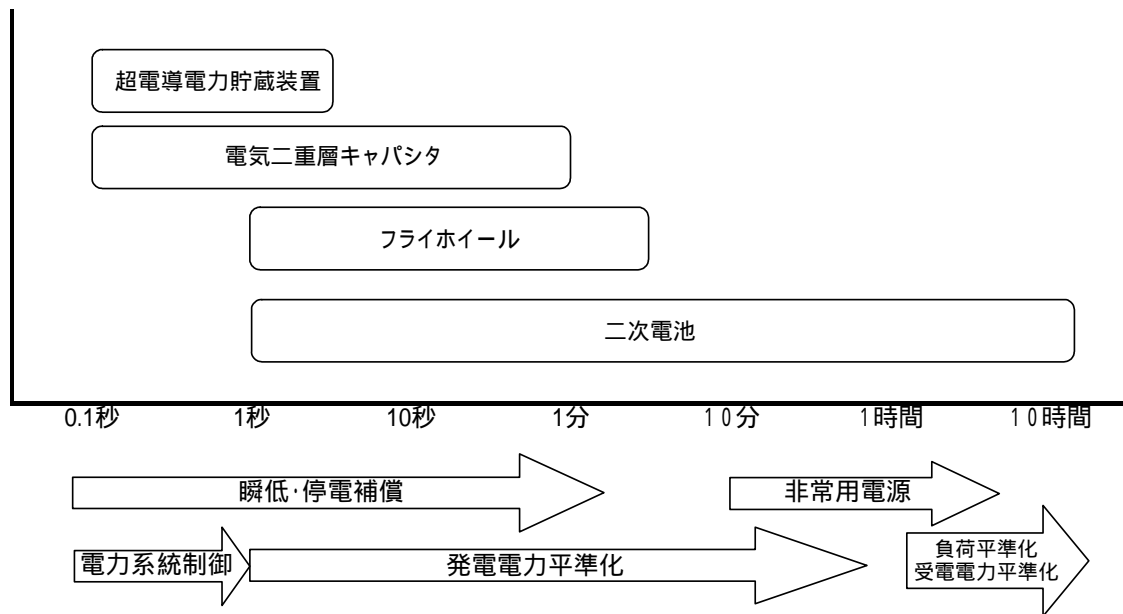 超電導電力貯蔵装置
電気二重層キャパシタ
フライホイール
二次電池
0.1秒 1秒 10秒 1分 10分 1時間 10時間
瞬低・停電補償 非常用電源
電力系統制御 発電電力平準化
負荷平準化
受電電力平準化